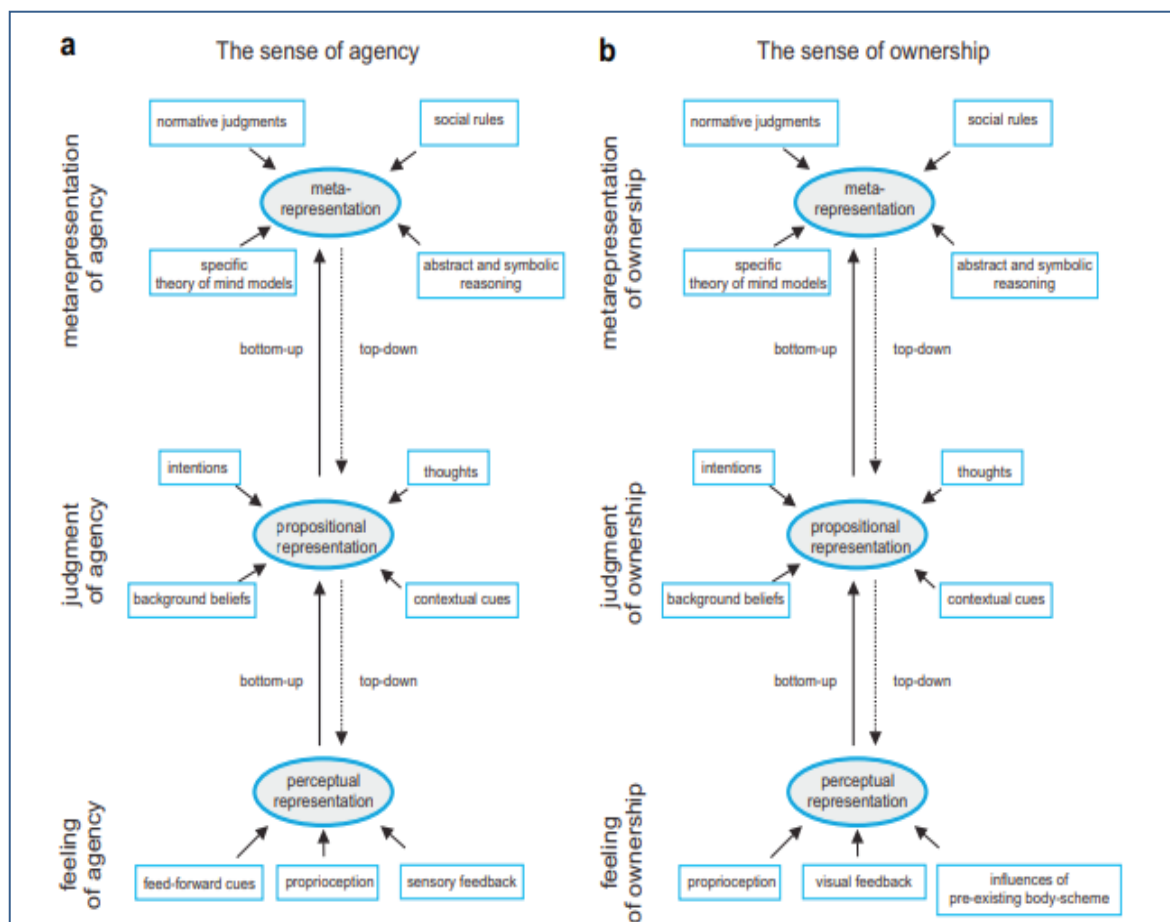 a
The sense of agency
metarepresentation
of agency
normative judgments
social rules
meta-
representation
specific
theory of mind models
abstract and symbolic
reasoning
bottom-up
top-down
judgment
of agency
intentions
thoughts
propositional
representation
background beliefs
contextual cues
bottom-up
top-down
feeling
of agency
perceptual
representation
feed-forward cues
proprioception
sensory feedback
b
The sense of ownership
metarepresentation
of ownership
normative judgments
social rules
meta-
representation
specific
theory of mind models
abstract and symbolic
reasoning
bottom-up
top-down
judgment
of ownership
intentions
thoughts
propositional
representation
background beliefs
contextual cues
bottom-up
top-down
feeling
of ownership
perceptual
representation
proprioception
visual feedback
influences of
pre-existing body-scheme